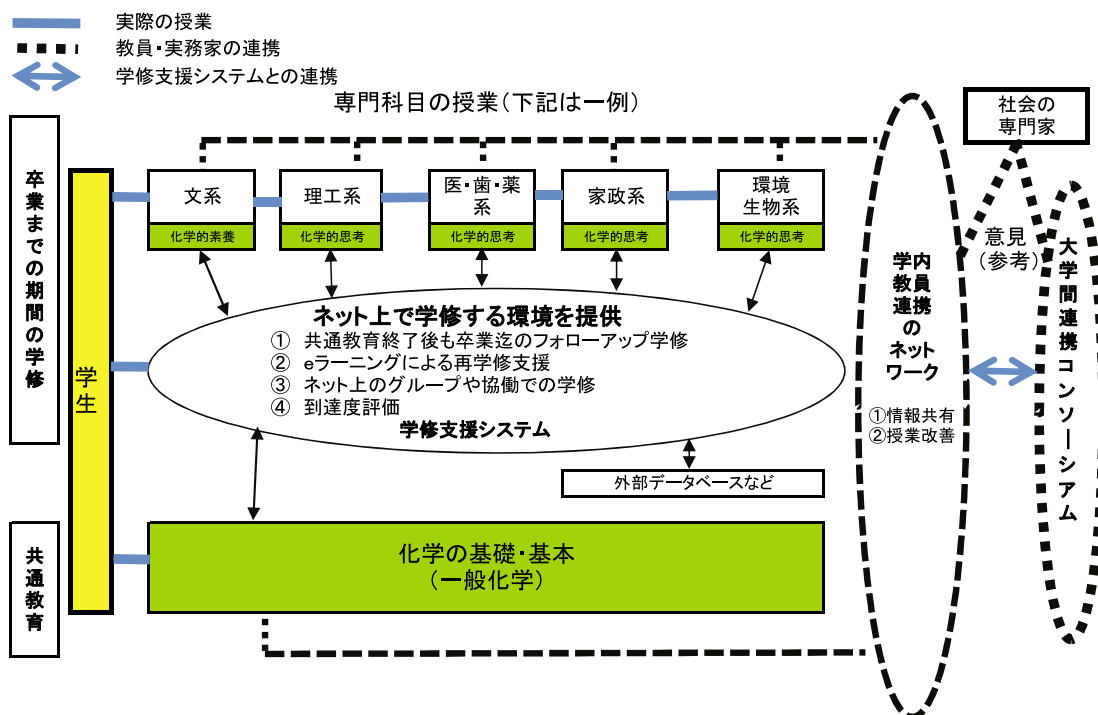 実際の授業
教員・実務家の連携
学修支援システムとの連携
専門科目の授業(下記は一例)
社会の
専門家
卒業までの期間の学修
学生
文系
化学的素養
理工系
化学的思考
医・歯・薬
系
化学的思考
家政系
化学的思考
環境
生物系
化学的思考
意見
(参考)
ネット上で学修する環境を提供
① 共通教育終了後も卒業迄のフォローアップ学修
② eラーニングによる再学修支援
③ ネット上のグループや協働での学修
④ 到達度評価
学修支援システム
外部データベースなど
学内
教員
連携
の
ネット
ワーク
①情報共有
②授業改善
大学間連携コンソーシアム
共通教育
化学の基礎・基本
(一般化学)